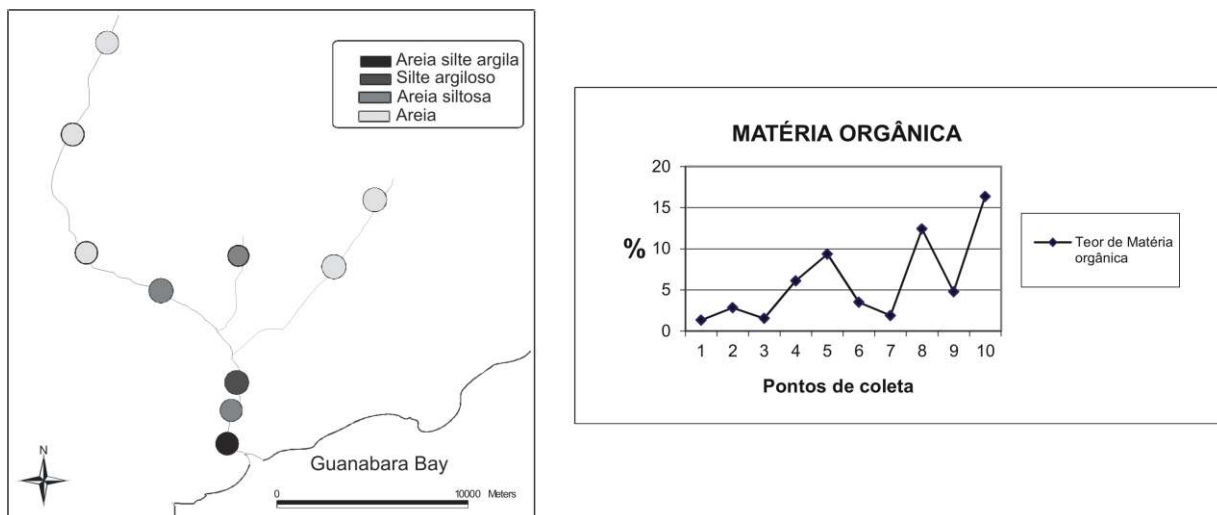 Areia silte argila
Silte argiloso
Areia siltosa
Areia
N
Guanabara Bay
0 10000 Meters
MATÉRIA ORGÂNICA
20
15
10
5
0
%
1 2 3 4 5 6 7 8 9 10
Pontos de coleta
Teor de Matéria
orgânica